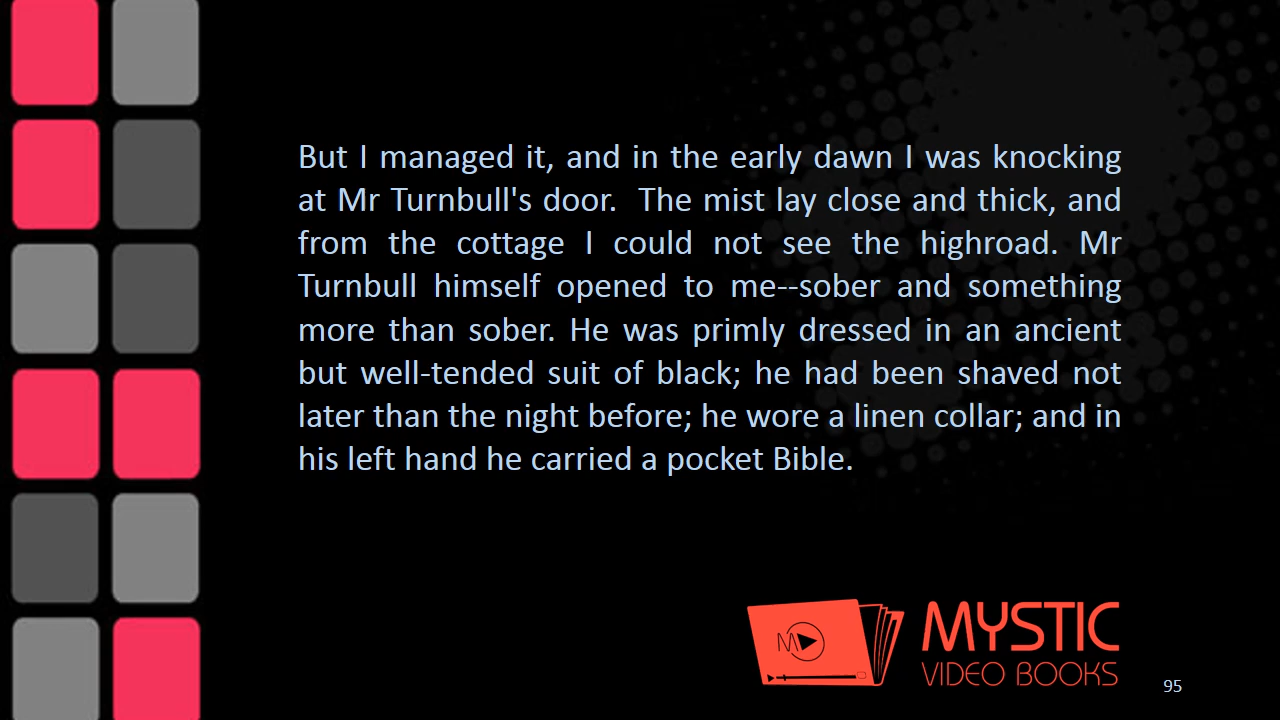 But I managed it, and in the early dawn I was knocking
at Mr Turnbull's door.  The mist lay close and thick, and
from the cottage I could not see the highroad. Mr
Turnbull himself opened to me--sober and something
more than sober. He was primly dressed in an ancient
but well-tended suit of black; he had been shaved not
later than the night before; he wore a linen collar; and in
his left hand he carried a pocket Bible.
M
MYSTIC
VIDEO BOOKS
95